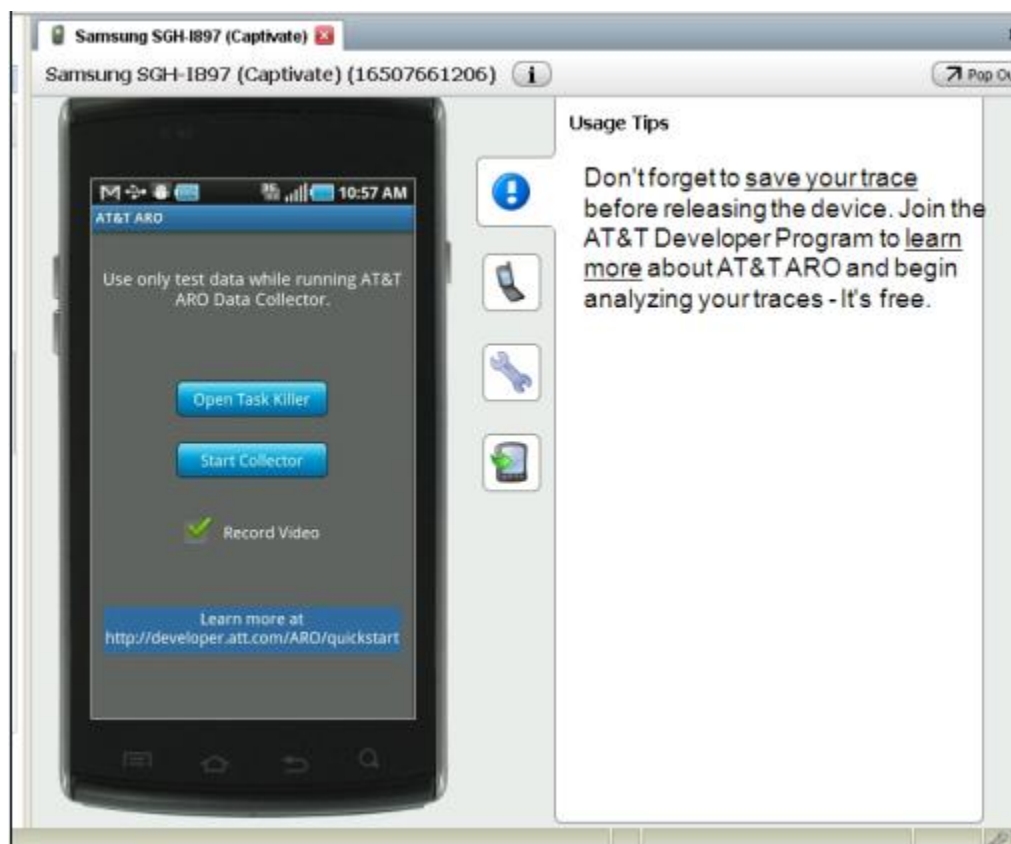 Samsung SGH-I897 (Captivate)
Samsung SGH-I897 (Captivate) (16507661206) i
Pop Ou
10:57 AM
AT&T ARO
Use only test data while running AT&T
ARO Data Collector.
Open Task Killer
Start Collector
Record Video
Learn more at
http://developer.att.com/ARO/quickstart
Usage Tips
Don't forget to save your trace
before releasing the device. Join the
AT&T Developer Program to learn
more about AT&T ARO and begin
analyzing your traces - It's free.